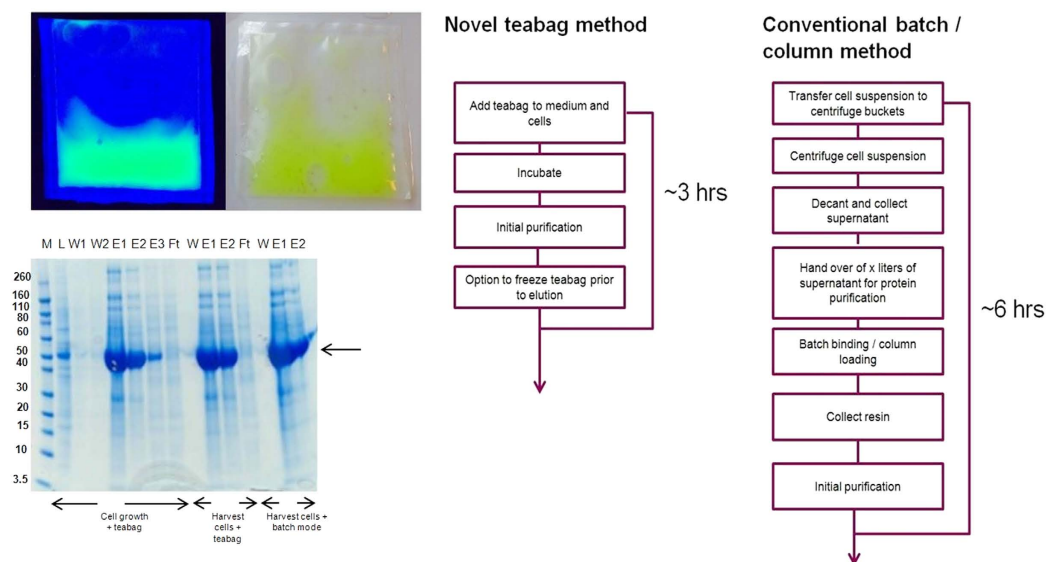 Novel teabag method
Add teabag to medium and
cells
Incubate
Initial purification
Option to freeze teabag prior
to elution
~3 hrs
Conventional batch /
column method
Transfer cell suspension to
centrifuge buckets
Centrifuge cell suspension
Decant and collect
supernatant
Hand over of x liters of
supernatant for protein
purification
Batch binding / column
loading
Collect resin
Initial purification
~6 hrs
M L W1 W2 E1 E2 E3 Ft W E1 E2 Ft W E1 E2
260
160
110
80
60
50
40
30
20
15
10
3.5
Cell growth
+ teabag
Harvest
cells +
teabag
Harvest cells +
batch mode